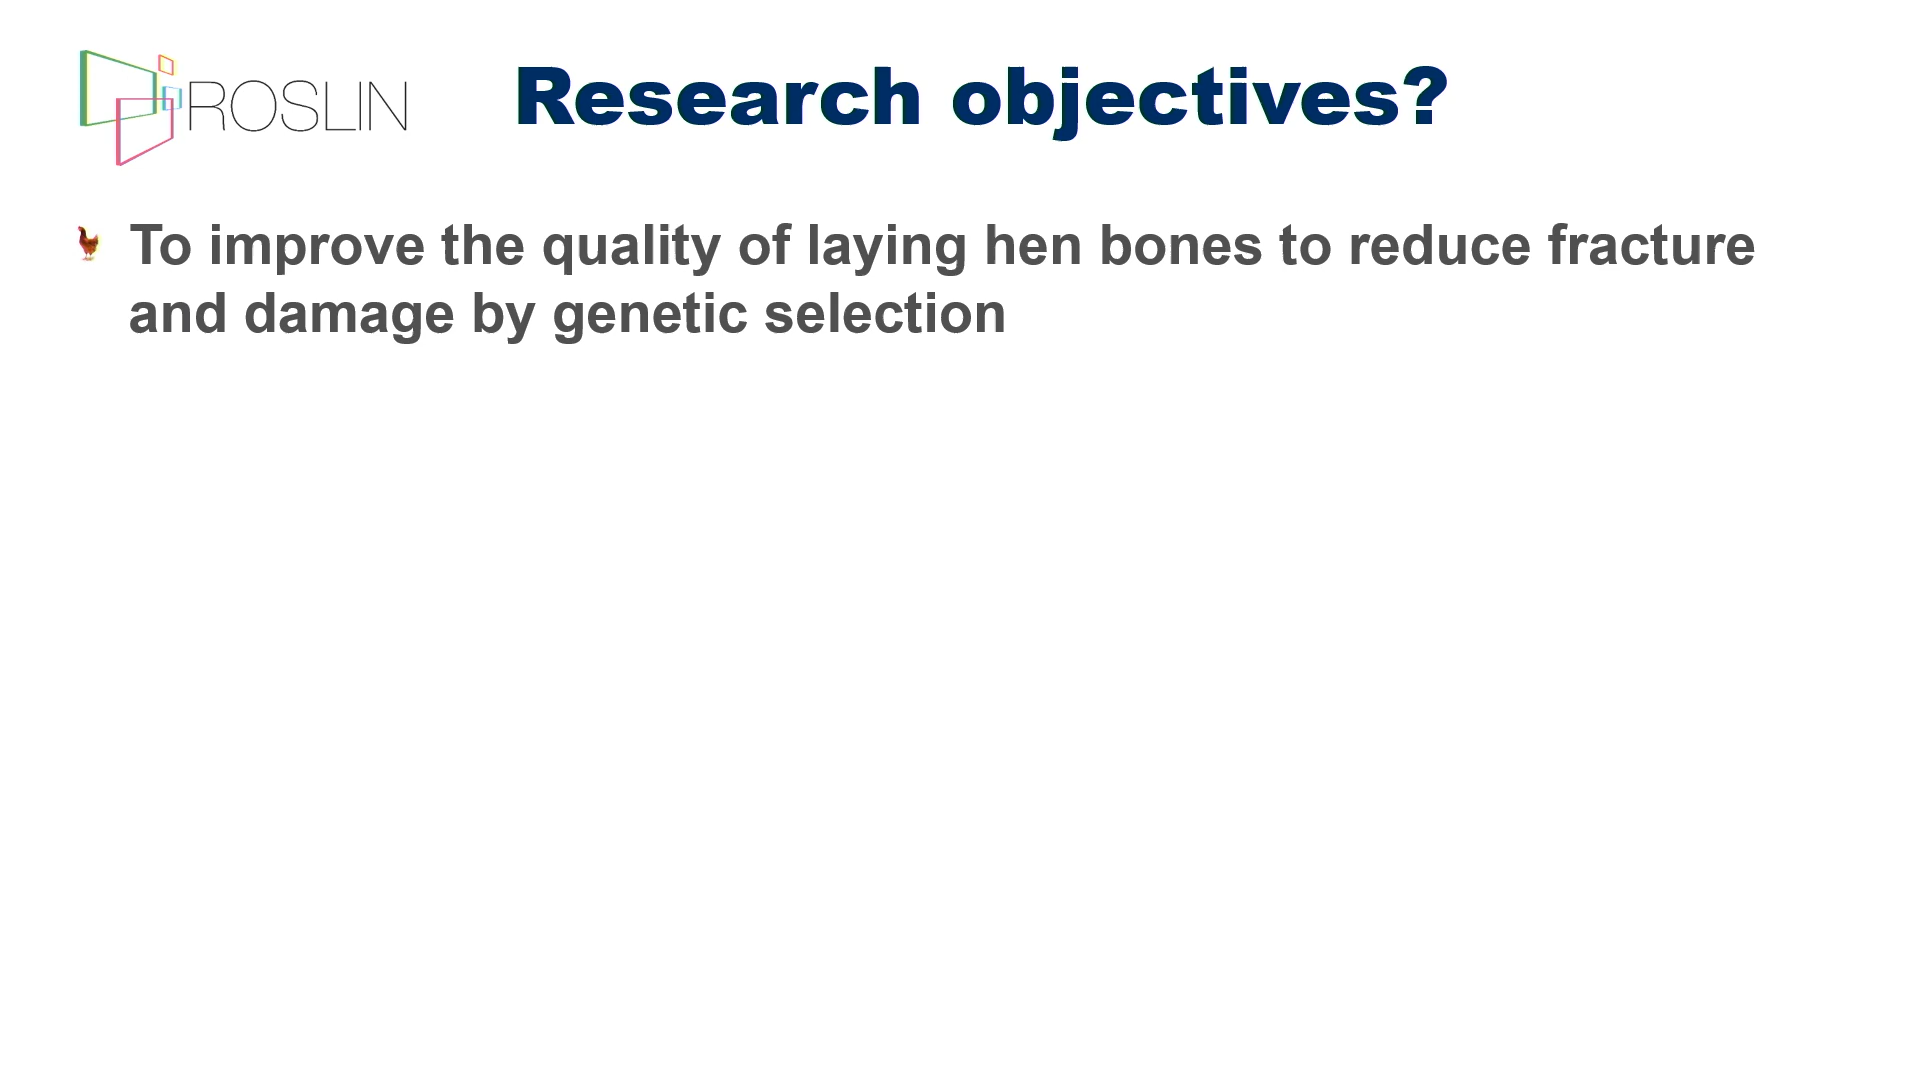 ROSLIN
Research objectives?
To improve the quality of laying hen bones to reduce fracture
and damage by genetic selection